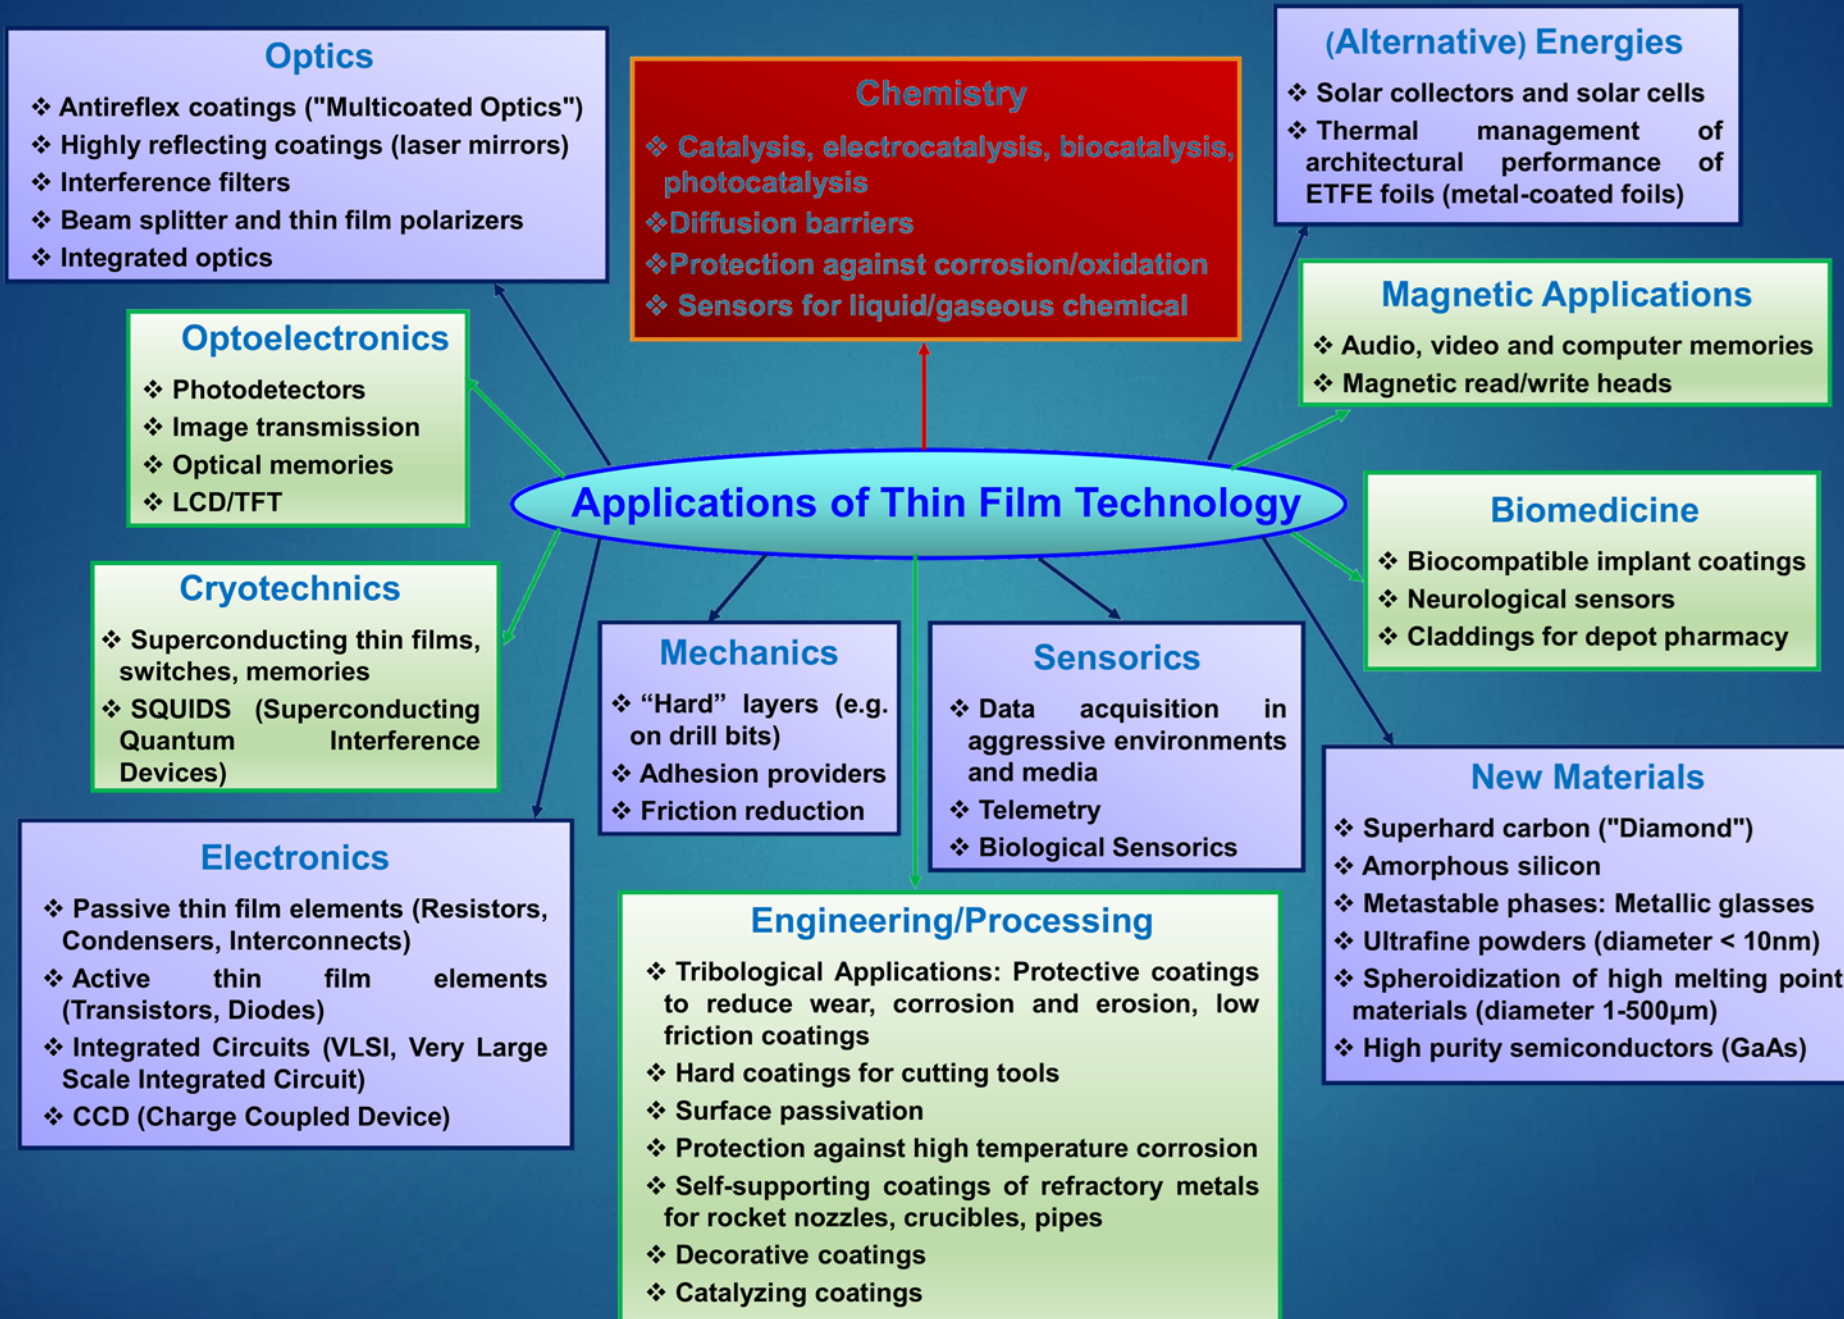 Optics
❖ Antireflex coatings ("Multicoated Optics")
❖ Highly reflecting coatings (laser mirrors)
❖ Interference filters
❖ Beam splitter and thin film polarizers
❖ Integrated optics
Chemistry
❖ Catalysis, electrocatalysis, biocatalysis,
photocatalysis
❖Diffusion barriers
❖Protection against corrosion/oxidation
❖ Sensors for liquid/gaseous chemical
(Alternative) Energies
❖ Solar collectors and solar cells
❖ Thermal management of
architectural performance of
ETFE foils (metal-coated foils)
Optoelectronics
❖ Photodetectors
❖ Image transmission
❖ Optical memories
❖ LCD/TFT
Magnetic Applications
❖ Audio, video and computer memories
❖ Magnetic read/write heads
Applications of Thin Film Technology
Biomedicine
❖ Biocompatible implant coatings
❖ Neurological sensors
❖ Claddings for depot pharmacy
Cryotechnics
❖ Superconducting thin films,
switches, memories
❖ SQUIDS (Superconducting
Quantum Interference
Devices)
Mechanics
❖ “Hard” layers (e.g.
on drill bits)
❖ Adhesion providers
❖ Friction reduction
Sensorics
❖ Data acquisition in
aggressive environments
and media
❖ Telemetry
❖ Biological Sensorics
New Materials
❖ Superhard carbon ("Diamond")
❖ Amorphous silicon
❖ Metastable phases: Metallic glasses
❖ Ultrafine powders (diameter < 10nm)
❖ Spheroidization of high melting point
materials (diameter 1-500µm)
❖ High purity semiconductors (GaAs)
Electronics
❖ Passive thin film elements (Resistors,
Condensers, Interconnects)
❖ Active thin film elements
(Transistors, Diodes)
❖ Integrated Circuits (VLSI, Very Large
Scale Integrated Circuit)
❖ CCD (Charge Coupled Device)
Engineering/Processing
❖ Tribological Applications: Protective coatings
to reduce wear, corrosion and erosion, low
friction coatings
❖ Hard coatings for cutting tools
❖ Surface passivation
❖ Protection against high temperature corrosion
❖ Self-supporting coatings of refractory metals
for rocket nozzles, crucibles, pipes
❖ Decorative coatings
❖ Catalyzing coatings